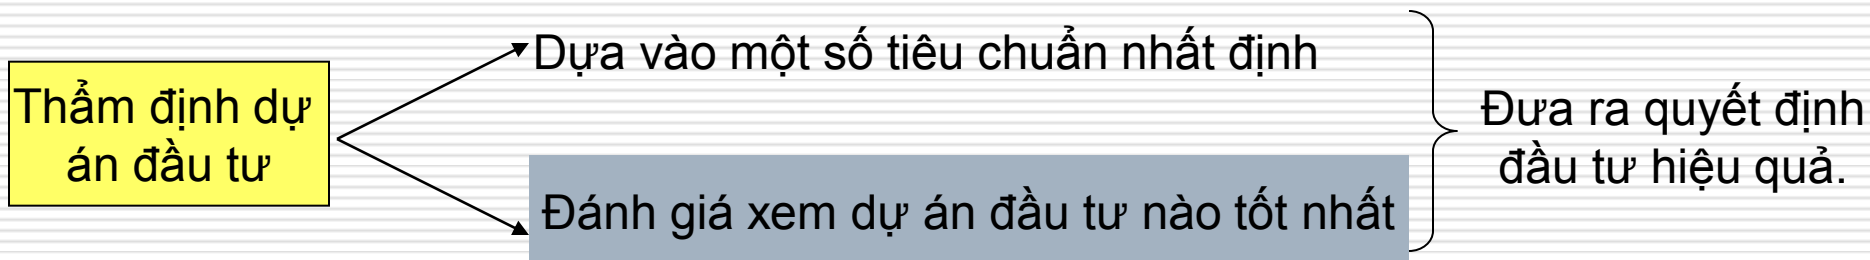 Thẩm định dự
án đầu tư
Dựa vào một số tiêu chuẩn nhất định
Đánh giá xem dự án đầu tư nào tốt nhất
Đưa ra quyết định
đầu tư hiệu quả.